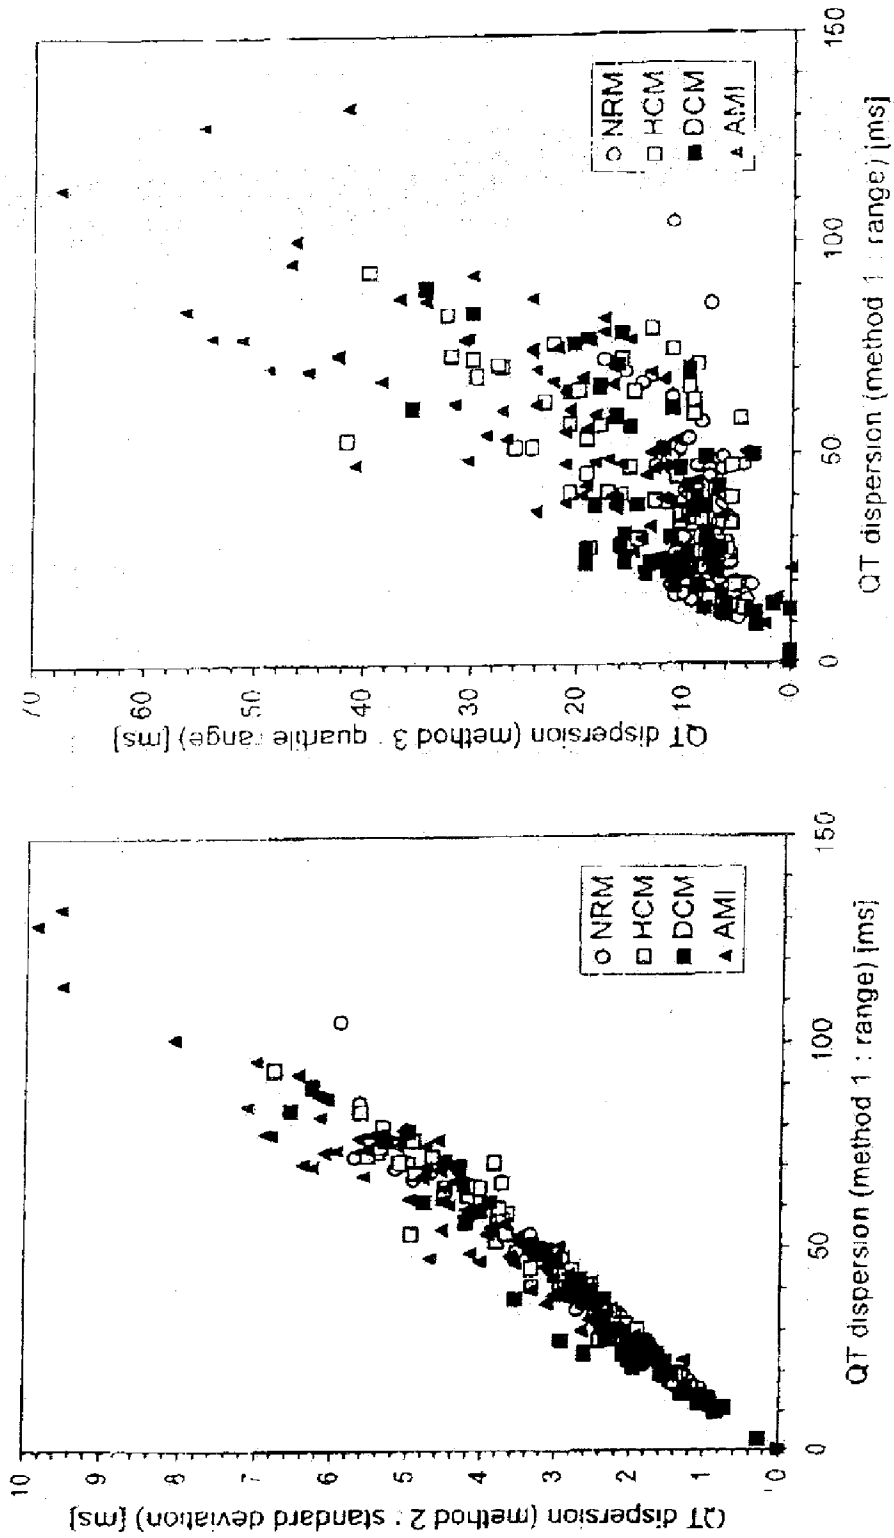 QT dispersion (method 2 : standard deviation) [ms]
10
9
8
7
6
5
4
3
2
1
0
0
50
100
150
QT dispersion (method 1 : range) [ms]
NRM
HCM
DCM
AMI
QT dispersion (method 3 : quartile range) [ms]
70
60
50
40
30
20
10
0
0
50
100
150
QT dispersion (method 1 : range) [ms]
NRM
HCM
DCM
AMI